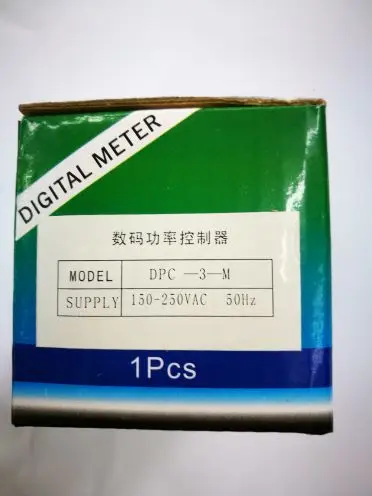 DIGITAL METER
数码功率控制器
MODEL DPC —3—M
SUPPLY 150-250VAC 50Hz
1Pcs